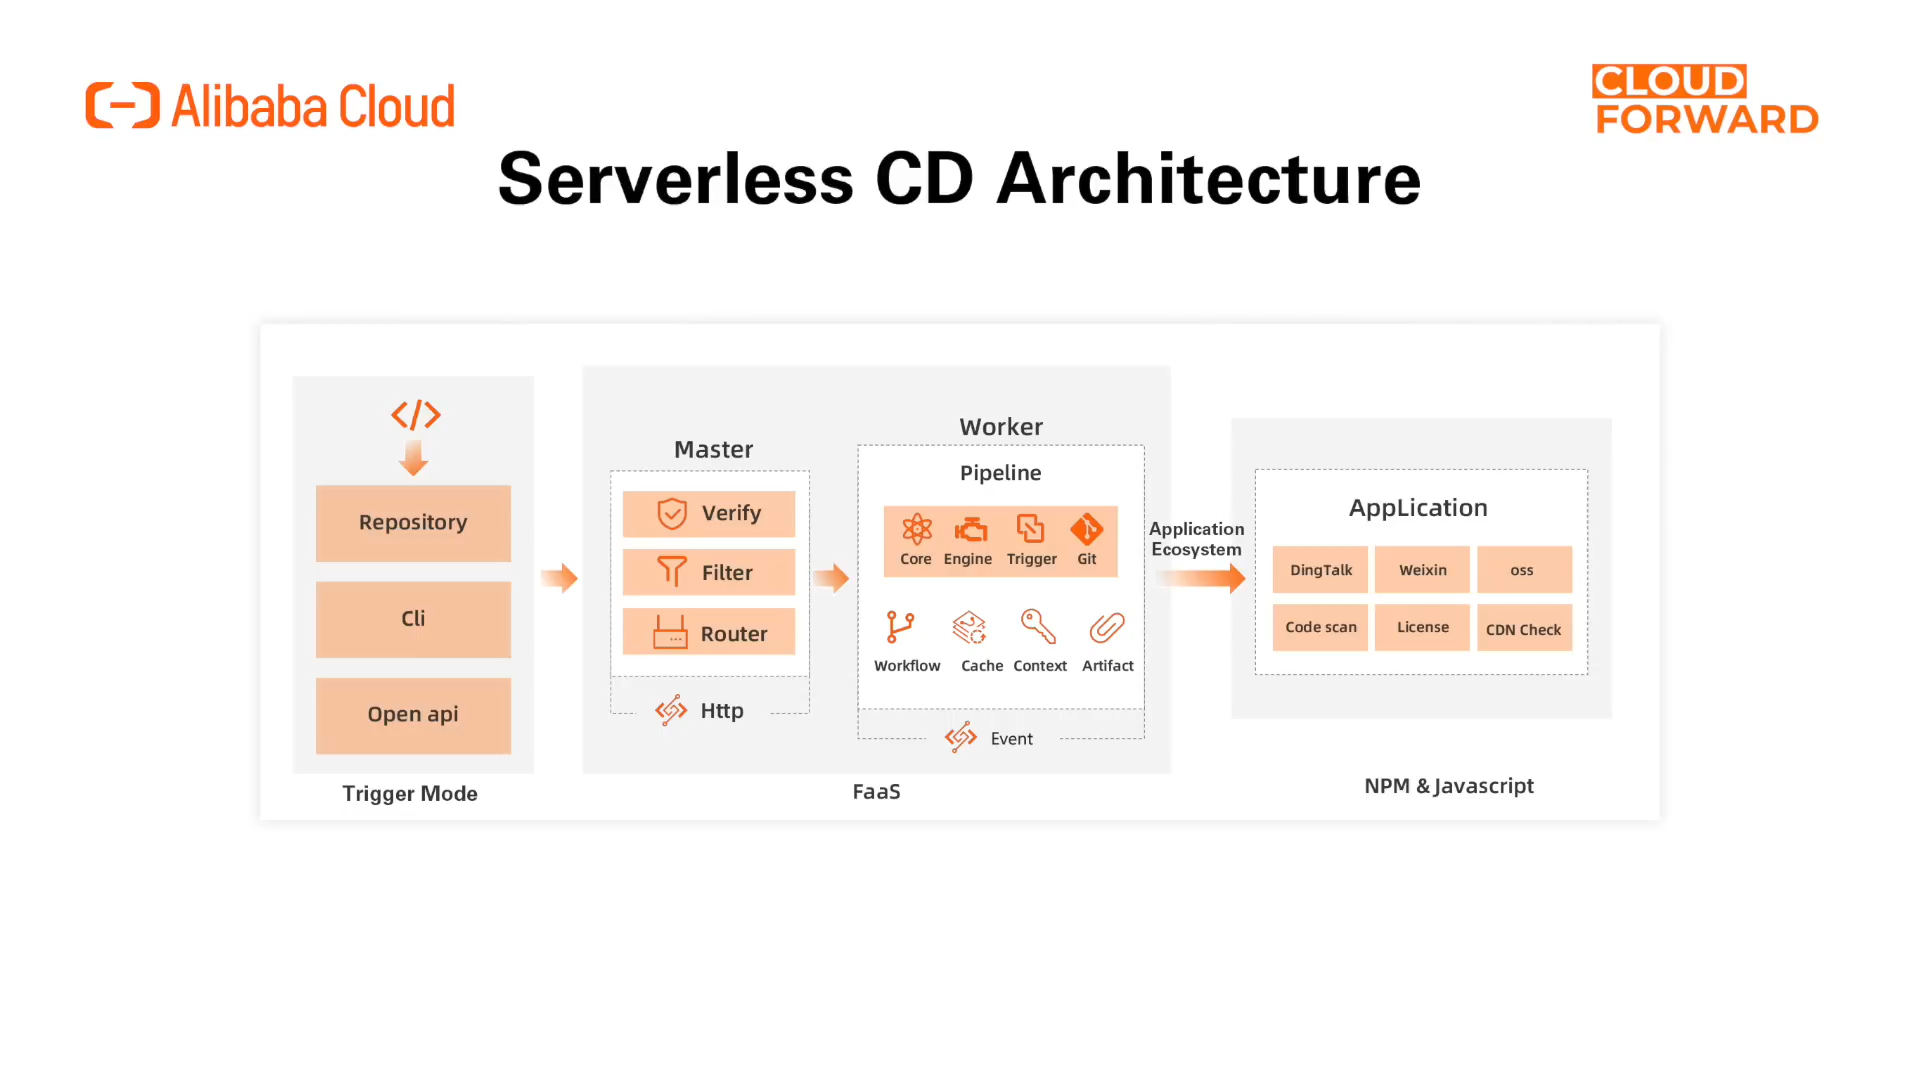 Alibaba Cloud
CLOUD
FORWARD
Serverless CD Architecture
Repository
Cli
Open api
Trigger Mode
Master
Verify
Filter
Router
Http
Worker
Pipeline
Core Engine Trigger Git
Workflow Cache Context Artifact
Event
FaaS
Application
Ecosystem
AppLication
DingTalk Weixin oss
Code scan License CDN Check
NPM & Javascript